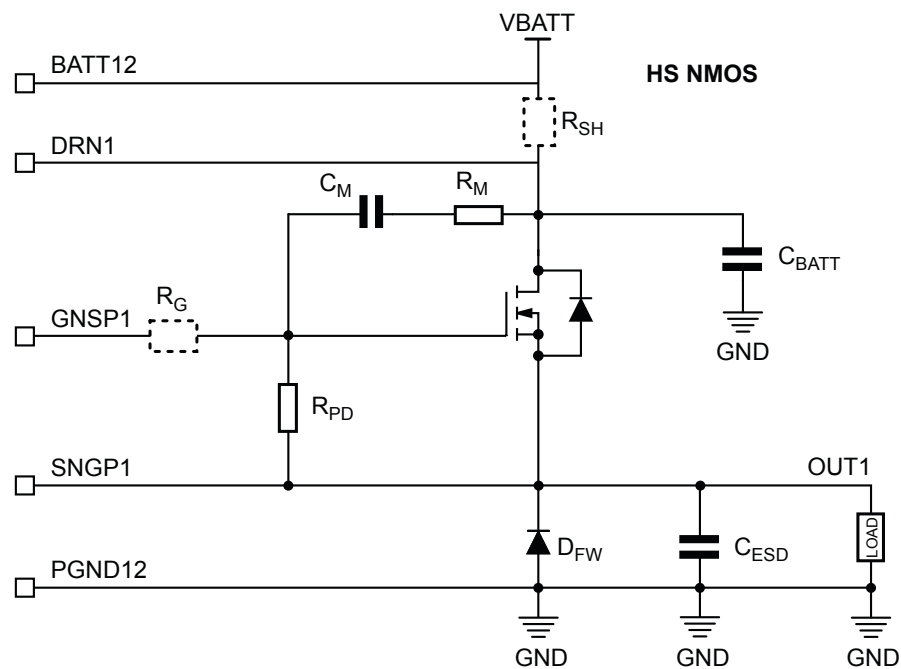 VBATT
BATT12
HS NMOS
RSH
DRN1
CM
RM
CBATT
RG
GNSP1
GND
RPD
SNGP1
OUT1
DFW
CESD
LOAD
PGND12
GND
GND
GND